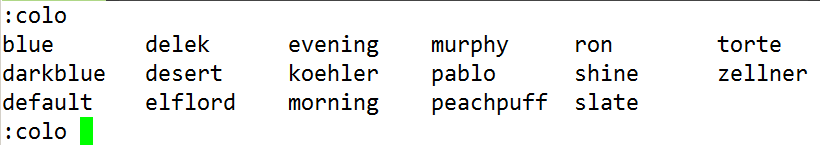 :colo
blue delek evening murphy ron torte
darkblue desert koehler pablo shine zellner
default elflord morning peachpuff slate
:colo